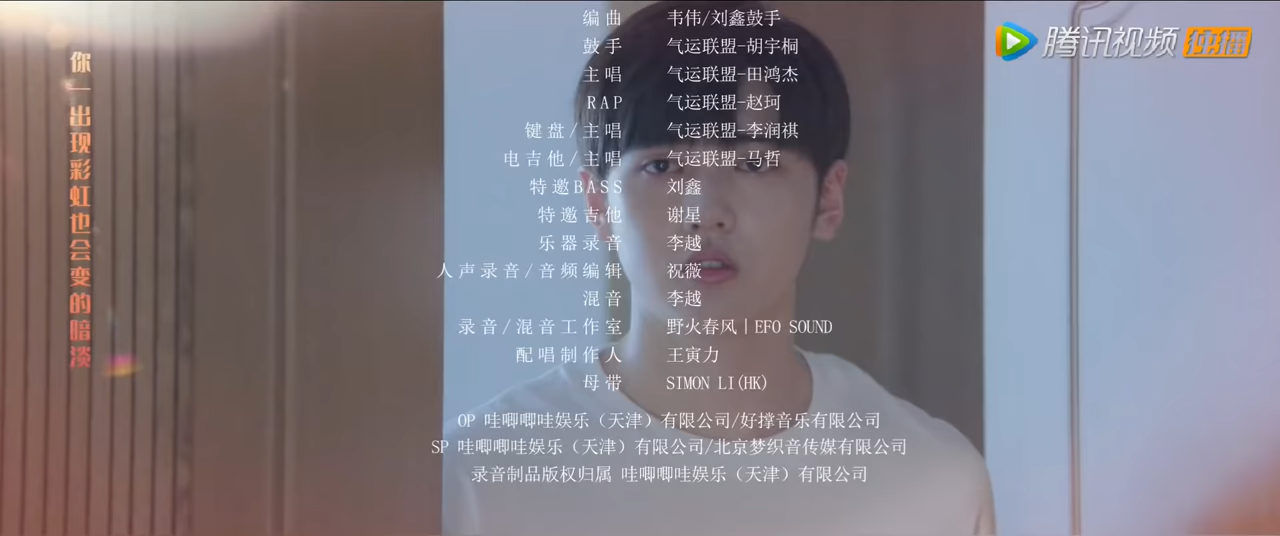 编曲 韦伟/刘鑫鼓手
鼓手 气运联盟-胡宇桐
主唱 气运联盟-田鸿杰
RAP 气运联盟-赵珂
键盘/主唱 气运联盟-李润祺
电吉他/主唱 气运联盟-马哲
特邀BASS 刘鑫
特邀吉他 谢星
乐器录音 李越
人声录音/音频编辑 祝薇
混音 李越
录音/混音工作室 野火春风|EFO SOUND
配唱制作人 王寅力
母带 SIMON LI(HK)
OP 哇唧唧哇娱乐（天津）有限公司/好撑音乐有限公司
SP 哇唧唧哇娱乐（天津）有限公司/北京梦织音传媒有限公司
录音制品版权归属 哇唧唧哇娱乐（天津）有限公司
你一出现彩虹也会变的暗淡
腾讯视频 独播